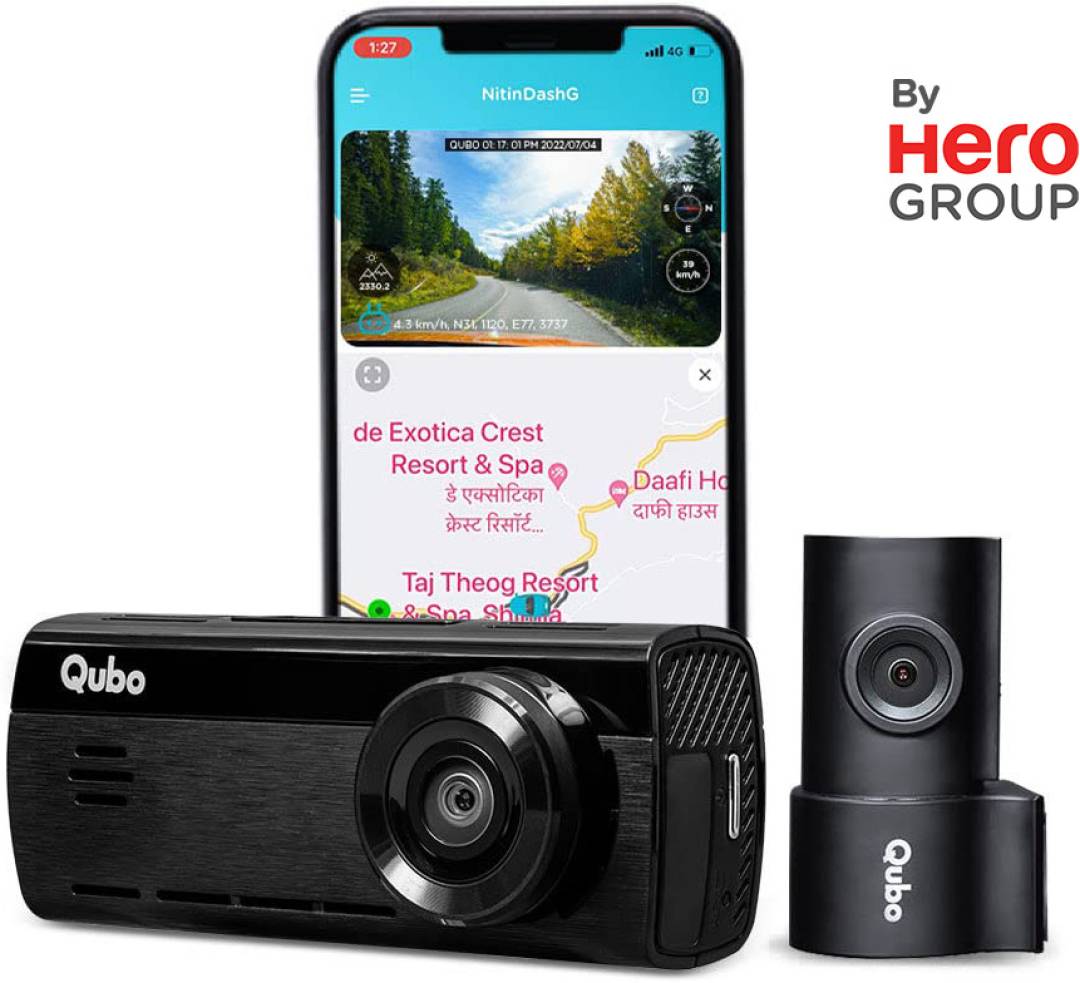 1:27
4G
NitinDashG
?
QUBO 01: 17: 01 PM 2022/07/04
W
S
N
E
39
km/h
2330.2
4.3 km/h, N31, 1120, E77, 3737
de Exotica Crest
Resort & Spa
डे एक्सोटिका
क्रेस्ट रिसॉर्ट...
Daafi Ho
दाफी हाउस
Taj Theog Resort
& Spa, Shimla
By
Hero
GROUP
Qubo
Qubo